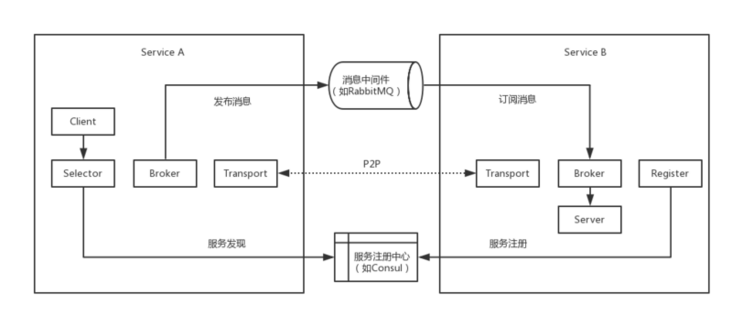 Service A
Service B
消息中间件
（如RabbitMQ）
发布消息
订阅消息
Client
P2P
Selector
Broker
Transport
Transport
Broker
Register
Server
服务发现
服务注册
服务注册中心
（如Consul）